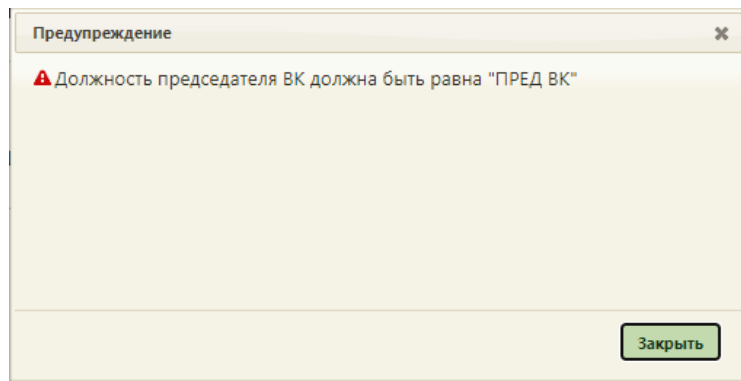 Предупреждение
Должность председателя ВК должна быть равна "ПРЕД ВК"
Закрыть